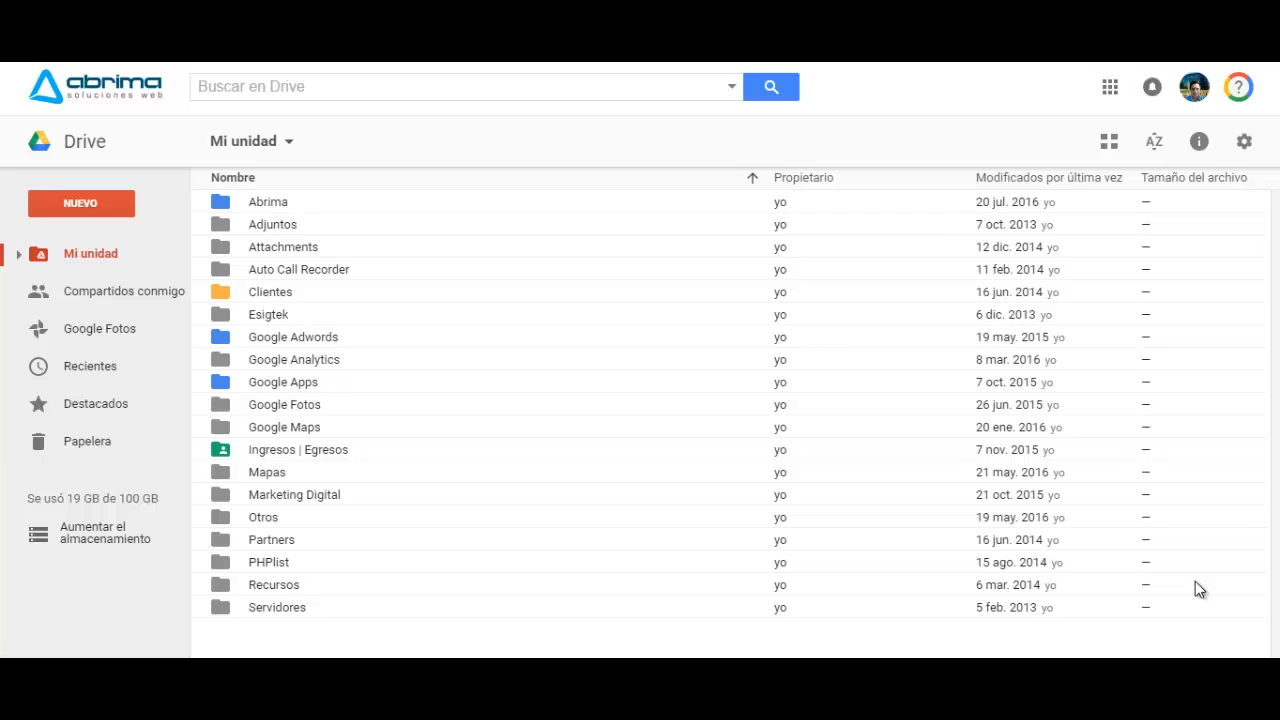 abrima
soluciones web
Buscar en Drive
?
Drive
Mi unidad
AZ
i
Nombre Propietario Modificados por última vez Tamaño del archivo
NUEVO
Mi unidad
Compartidos conmigo
Google Fotos
Recientes
Destacados
Papelera
Se usó 19 GB de 100 GB
Aumentar el
almacenamiento
Abrima yo 20 jul. 2016 yo —
Adjuntos yo 7 oct. 2013 yo —
Attachments yo 12 dic. 2014 yo —
Auto Call Recorder yo 11 feb. 2014 yo —
Clientes yo 16 jun. 2014 yo —
Esigtek yo 6 dic. 2013 yo —
Google Adwords yo 19 may. 2015 yo —
Google Analytics yo 8 mar. 2016 yo —
Google Apps yo 7 oct. 2015 yo —
Google Fotos yo 26 jun. 2015 yo —
Google Maps yo 20 ene. 2016 yo —
Ingresos | Egresos yo 7 nov. 2015 yo —
Mapas yo 21 may. 2016 yo —
Marketing Digital yo 21 oct. 2015 yo —
Otros yo 19 may. 2016 yo —
Partners yo 16 jun. 2014 yo —
PHPlist yo 15 ago. 2014 yo —
Recursos yo 6 mar. 2014 yo —
Servidores yo 5 feb. 2013 yo —